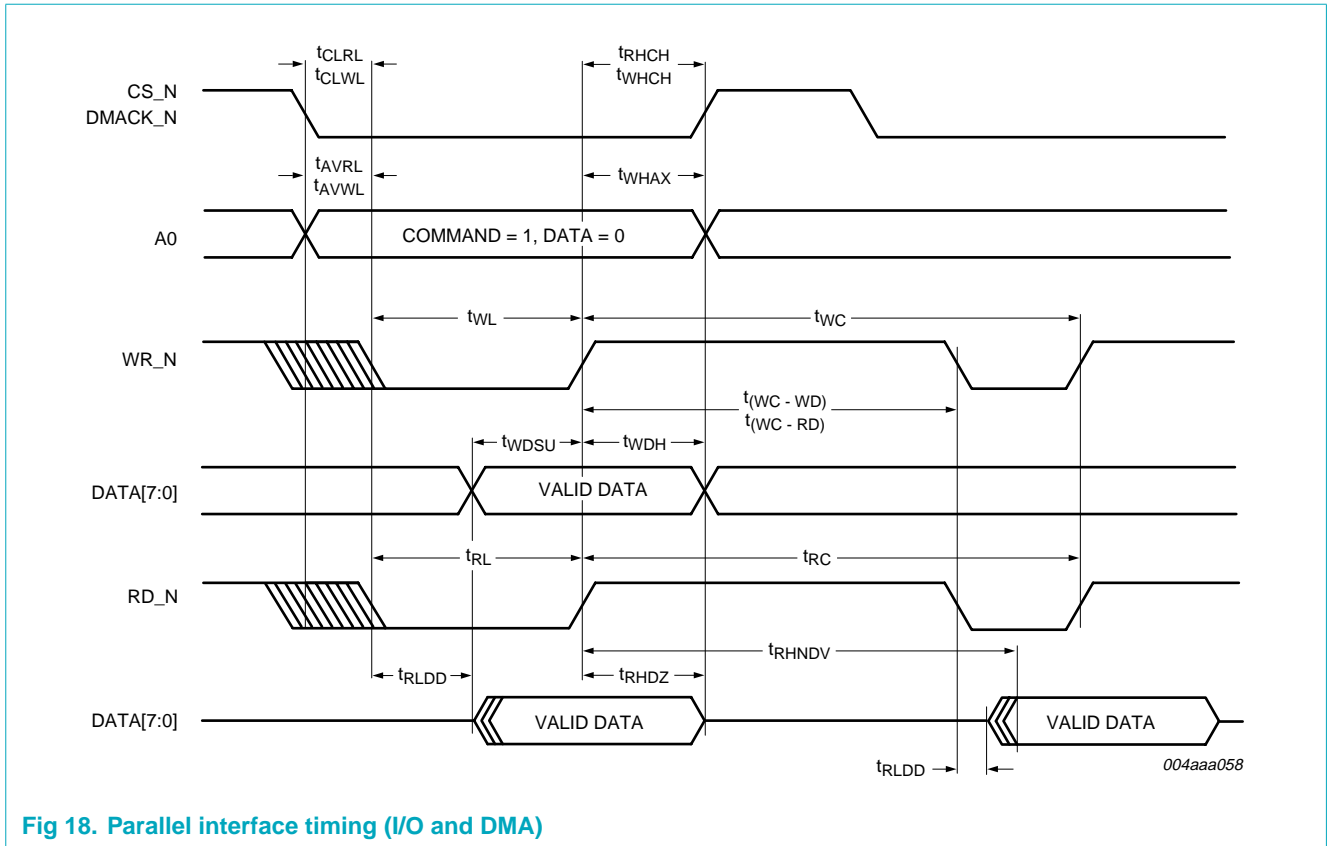 tCLRL
tCLWL
tRHCH
tWHCH
CS_N
DMACK_N
tAVRL
tAVWL
tWHAX
A0
COMMAND = 1, DATA = 0
tWL
tWC
WR_N
t(WC - WD)
t(WC - RD)
tWDSU
tWDH
DATA[7:0]
VALID DATA
tRL
tRC
RD_N
tRHNDV
tRLDD
tRHDZ
DATA[7:0]
VALID DATA
VALID DATA
tRLDD
004aaa058
Fig 18. Parallel interface timing (I/O and DMA)